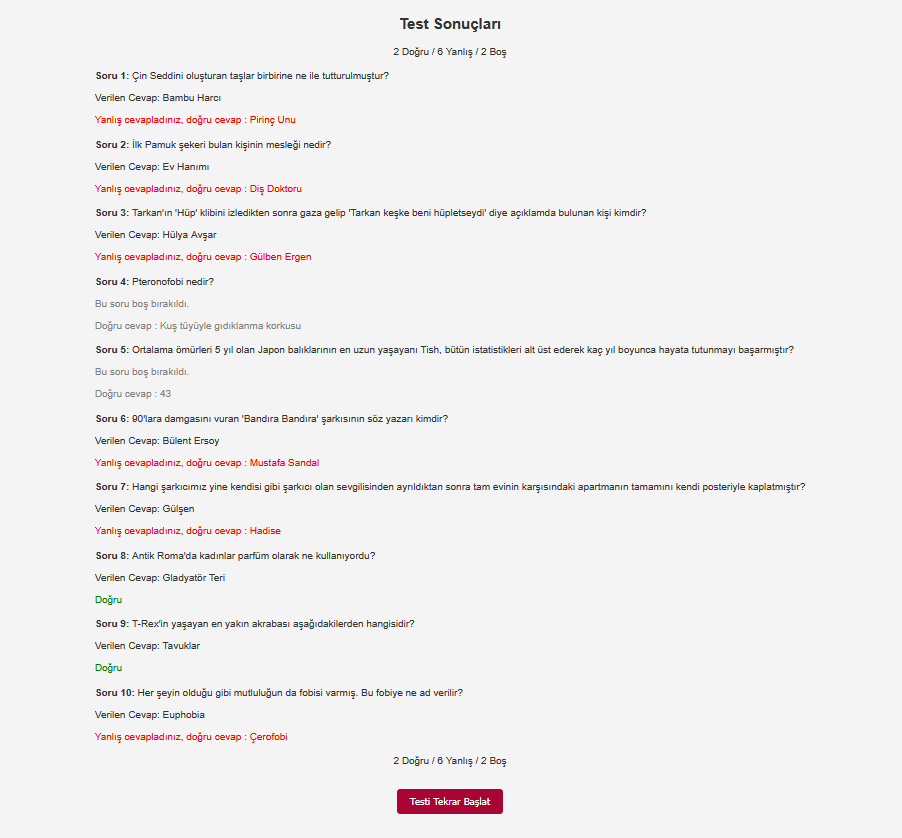 Test Sonuçları
2 Doğru / 6 Yanlış / 2 Boş
Soru 1: Çin Seddini oluşturan taşlar birbirine ne ile tutturulmuştur?
Verilen Cevap: Bambu Harcı
Yanlış cevapladınız, doğru cevap : Pirinç Unu
Soru 2: İlk Pamuk şekeri bulan kişinin mesleği nedir?
Verilen Cevap: Ev Hanımı
Yanlış cevapladınız, doğru cevap : Diş Doktoru
Soru 3: Tarkan'ın 'Hüp' klibini izledikten sonra gaza gelip 'Tarkan keşke beni hüpletseydi' diye açıklamda bulunan kişi kimdir?
Verilen Cevap: Hülya Avşar
Yanlış cevapladınız, doğru cevap : Gülben Ergen
Soru 4: Pteronofobi nedir?
Bu soru boş bırakıldı.
Doğru cevap : Kuş tüyüyle gıdıklanma korkusu
Soru 5: Ortalama ömürleri 5 yıl olan Japon balıklarının en uzun yaşayanı Tish, bütün istatistikleri alt üst ederek kaç yıl boyunca hayata tutunmayı başarmıştır?
Bu soru boş bırakıldı.
Doğru cevap : 43
Soru 6: 90'lara damgasını vuran 'Bandıra Bandıra' şarkısının söz yazarı kimdir?
Verilen Cevap: Bülent Ersoy
Yanlış cevapladınız, doğru cevap : Mustafa Sandal
Soru 7: Hangi şarkıcımız yine kendisi gibi şarkıcı olan sevgilisinden ayrıldıktan sonra tam evinin karşısındaki apartmanın tamamını kendi posteriyle kaplatmıştır?
Verilen Cevap: Gülşen
Yanlış cevapladınız, doğru cevap : Hadise
Soru 8: Antik Roma'da kadınlar parfüm olarak ne kullanıyordu?
Verilen Cevap: Gladyatör Teri
Doğru
Soru 9: T-Rex'in yaşayan en yakın akrabası aşağıdakilerden hangisidir?
Verilen Cevap: Tavuklar
Doğru
Soru 10: Her şeyin olduğu gibi mutluluğun da fobisi varmış. Bu fobiye ne ad verilir?
Verilen Cevap: Euphobia
Yanlış cevapladınız, doğru cevap : Çerofobi
2 Doğru / 6 Yanlış / 2 Boş
Testi Tekrar Başlat